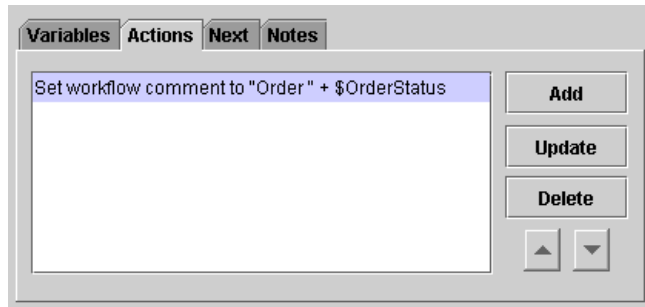 Variables Actions Next Notes
Set workflow comment to "Order " + $OrderStatus
Add
Update
Delete